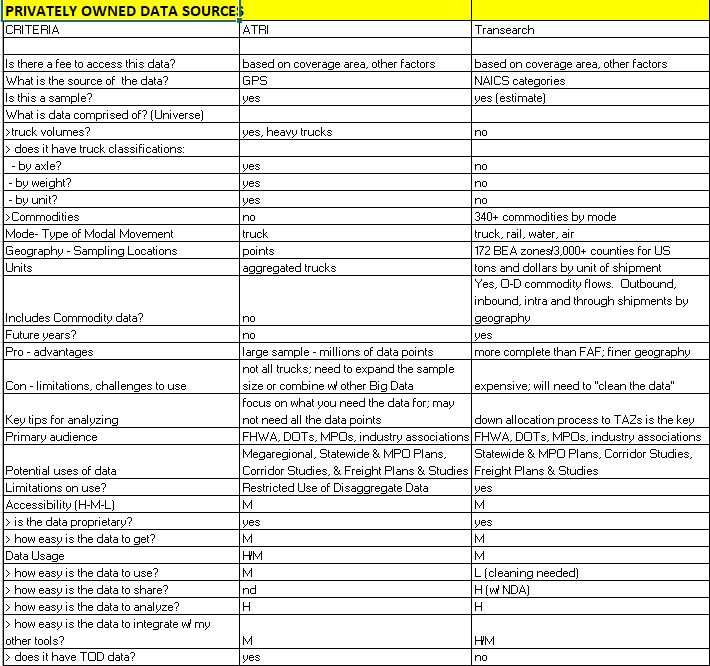 PRIVATELY OWNED DATA SOURCES
CRITERIA ATRI Transearch
Is there a fee to access this data? based on coverage area, other factors based on coverage area, other factors
What is the source of the data? GPS NAICS categories
Is this a sample? yes yes (estimate)
What is data comprised of? (Universe)
>truck volumes? yes, heavy trucks no
> does it have truck classifications:
- by axle? yes no
- by weight? yes no
- by unit? yes no
>Commodities no 340+ commodities by mode
Mode- Type of Modal Movement truck truck, rail, water, air
Geography - Sampling Locations points 172 BEA zones/3,000+ counties for US
Units aggregated trucks tons and dollars by unit of shipment
Yes, O-D commodity flows. Outbound,
inbound, intra and through shipments by
Includes Commodity data? no geography
Future years? no yes
Pro - advantages large sample - millions of data points more complete than FAF; finer geography
not all trucks; need to expand the sample
Con - limitations, challenges to use size or combine w/ other Big Data expensive; will need to "clean the data"
focus on what you need the data for; may
Key tips for analyzing not need all the data points down allocation process to TAZs is the key
Primary audience FHWA, DOTs, MPOs, industry associations FHWA, DOTs, MPOs, industry associations
Megaregional, Statewide & MPO Plans, Statewide & MPO Plans, Corridor Studies,
Potential uses of data Corridor Studies, & Freight Plans & Studies Freight Plans & Studies
Limitations on use? Restricted Use of Disaggregate Data yes
Accessibility (H-M-L) M M
> is the data proprietary? yes yes
> how easy is the data to get? M M
Data Usage H/M M
> how easy is the data to use? M L (cleaning needed)
> how easy is the data to share? nd H (w/ NDA)
> how easy is the data to analyze? H H
> how easy is the data to integrate w/ my
other tools? M H/M
> does it have TOD data? yes no